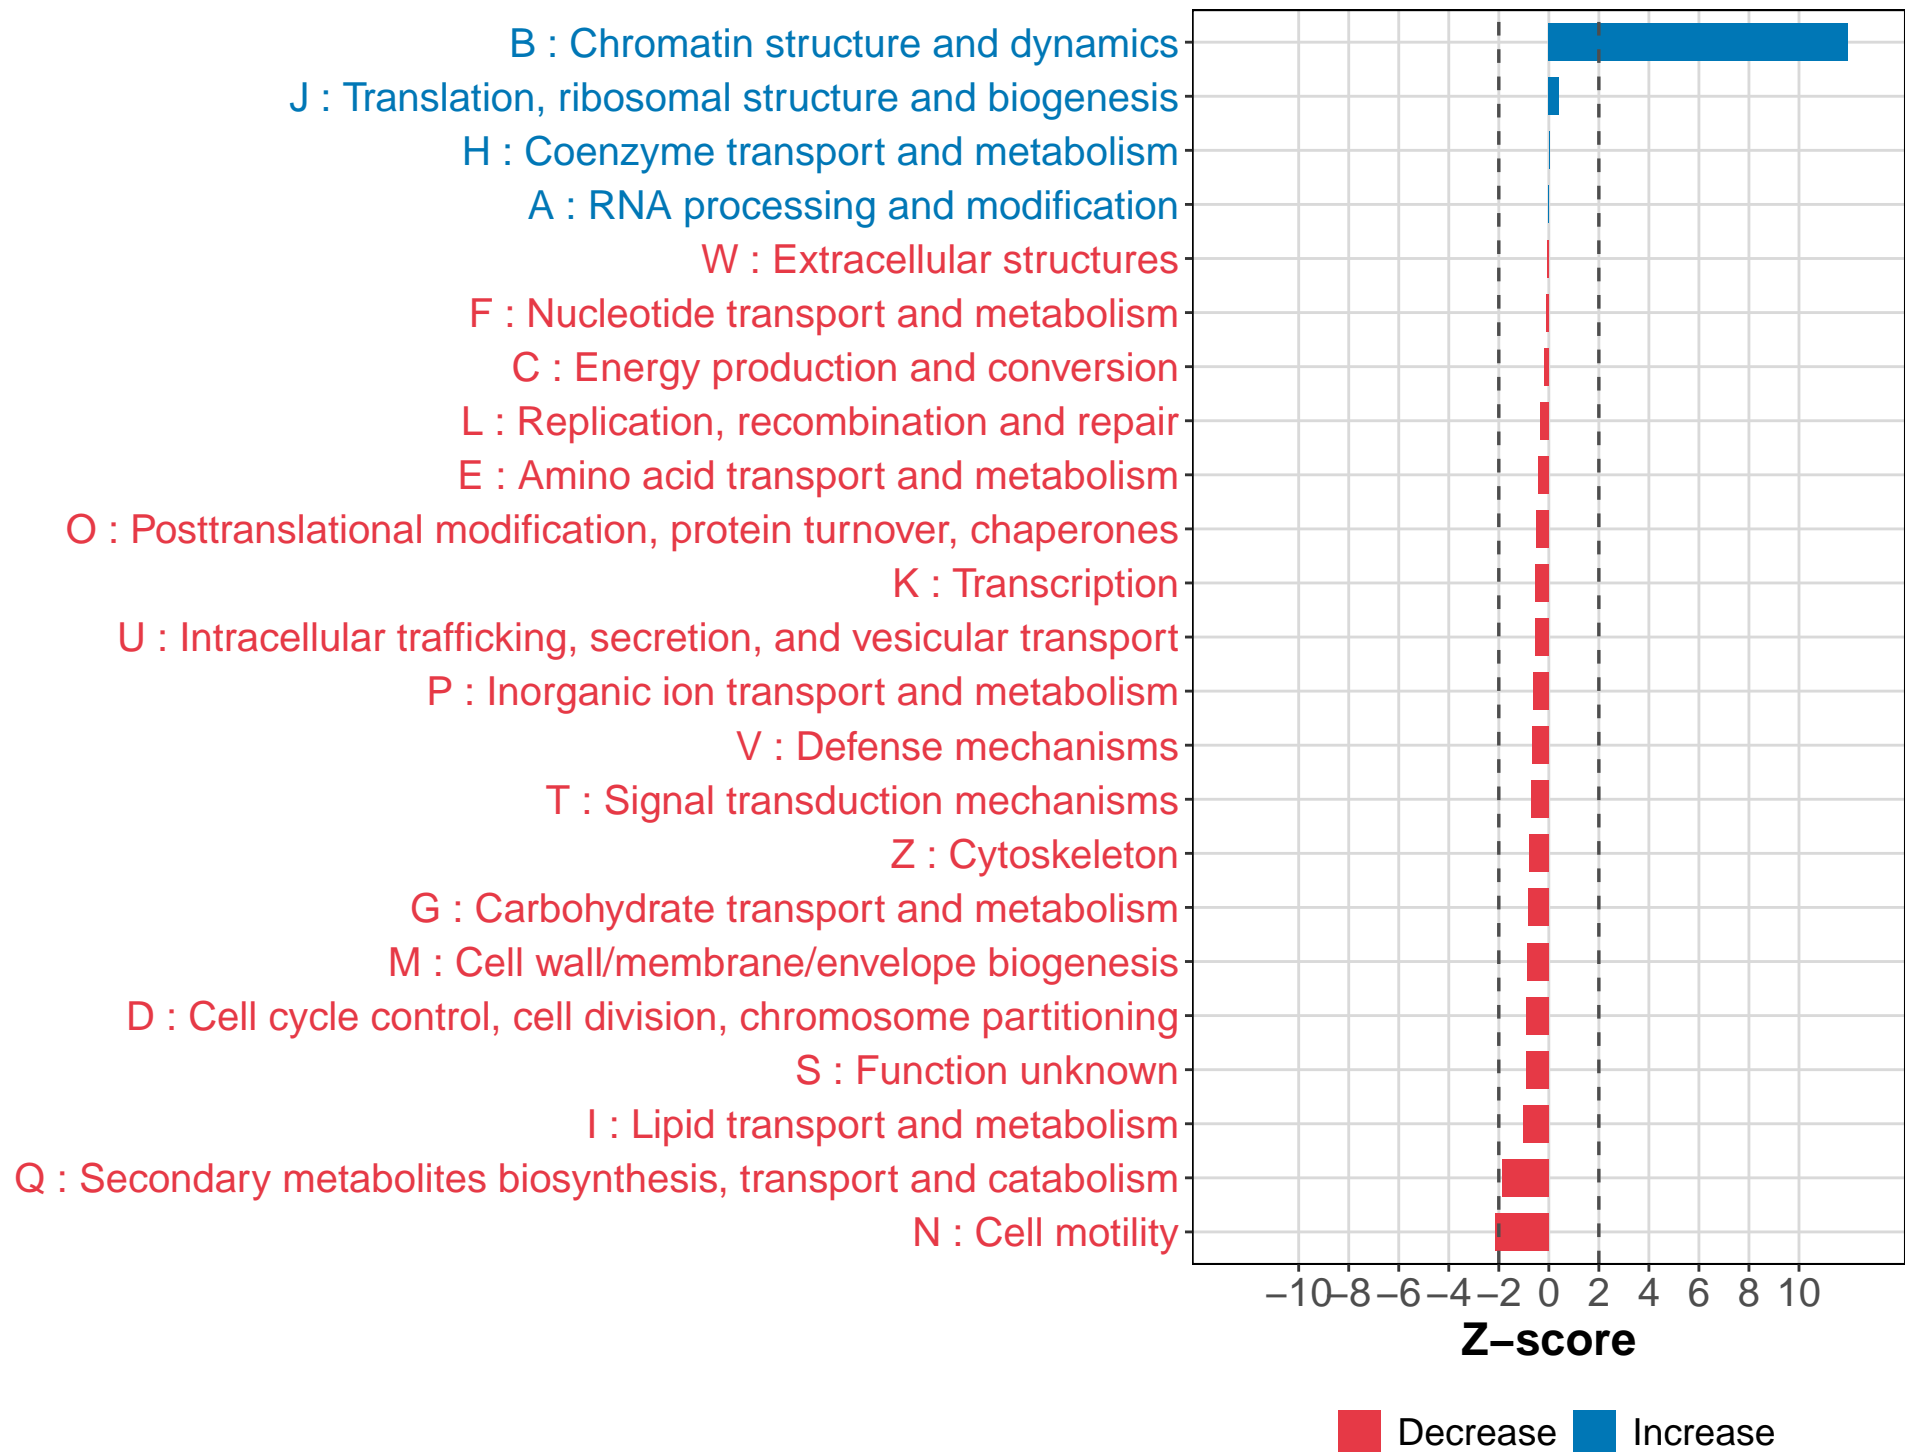 B : Chromatin structure and dynamics
J : Translation, ribosomal structure and biogenesis
H : Coenzyme transport and metabolism
A : RNA processing and modification
W : Extracellular structures
F : Nucleotide transport and metabolism
C : Energy production and conversion
L : Replication, recombination and repair
E : Amino acid transport and metabolism
O : Posttranslational modification, protein turnover, chaperones
K : Transcription
U : Intracellular trafficking, secretion, and vesicular transport
P : Inorganic ion transport and metabolism
V : Defense mechanisms
T : Signal transduction mechanisms
Z : Cytoskeleton
G : Carbohydrate transport and metabolism
M : Cell wall/membrane/envelope biogenesis
D : Cell cycle control, cell division, chromosome partitioning
S : Function unknown
I : Lipid transport and metabolism
Q : Secondary metabolites biosynthesis, transport and catabolism
N : Cell motility
−10 −8 −6 −4 −2 0 2 4 6 8 10
Z−score
Decrease Increase